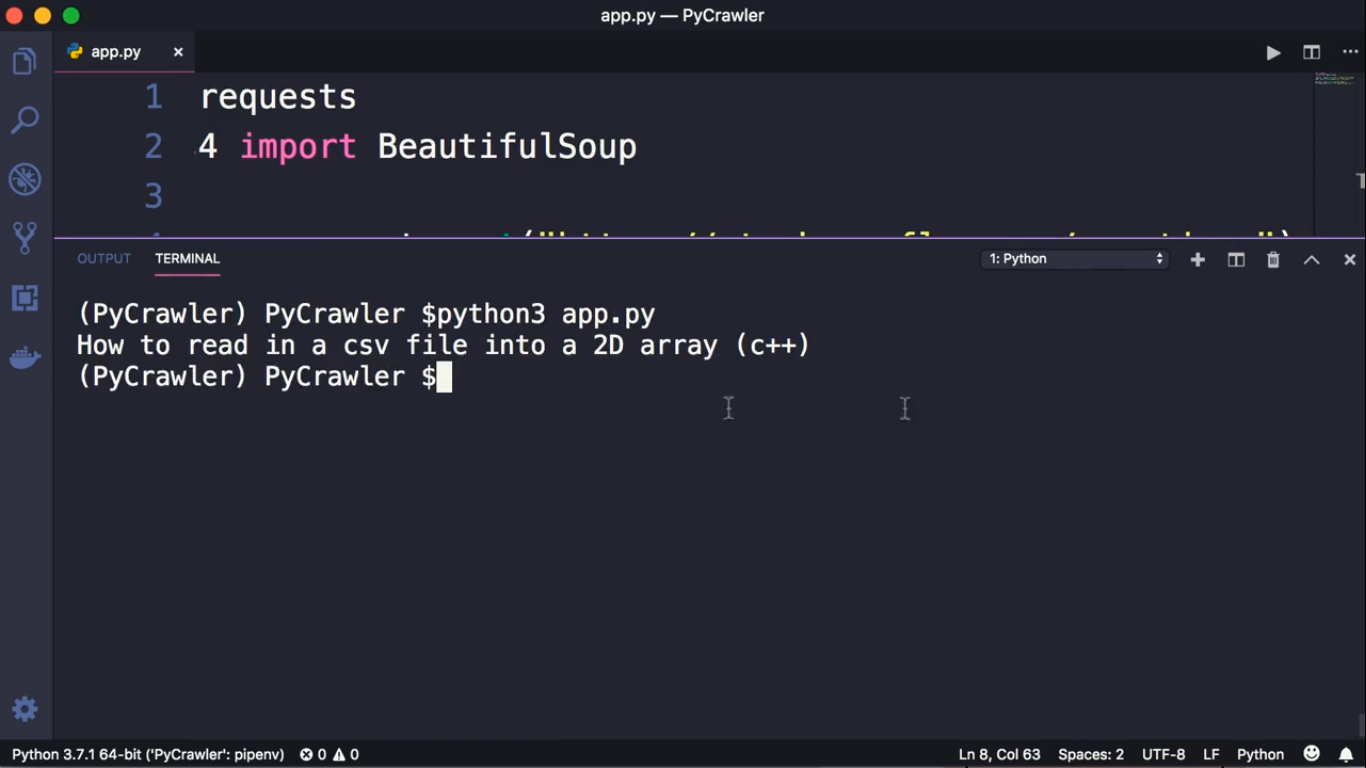 app.py — PyCrawler
app.py
1 requests
2 4 import BeautifulSoup
3
OUTPUT TERMINAL 1: Python
(PyCrawler) PyCrawler $python3 app.py
How to read in a csv file into a 2D array (c++)
(PyCrawler) PyCrawler $
Python 3.7.1 64-bit ('PyCrawler': pipenv) 0 0 Ln 8, Col 63 Spaces: 2 UTF-8 LF Python